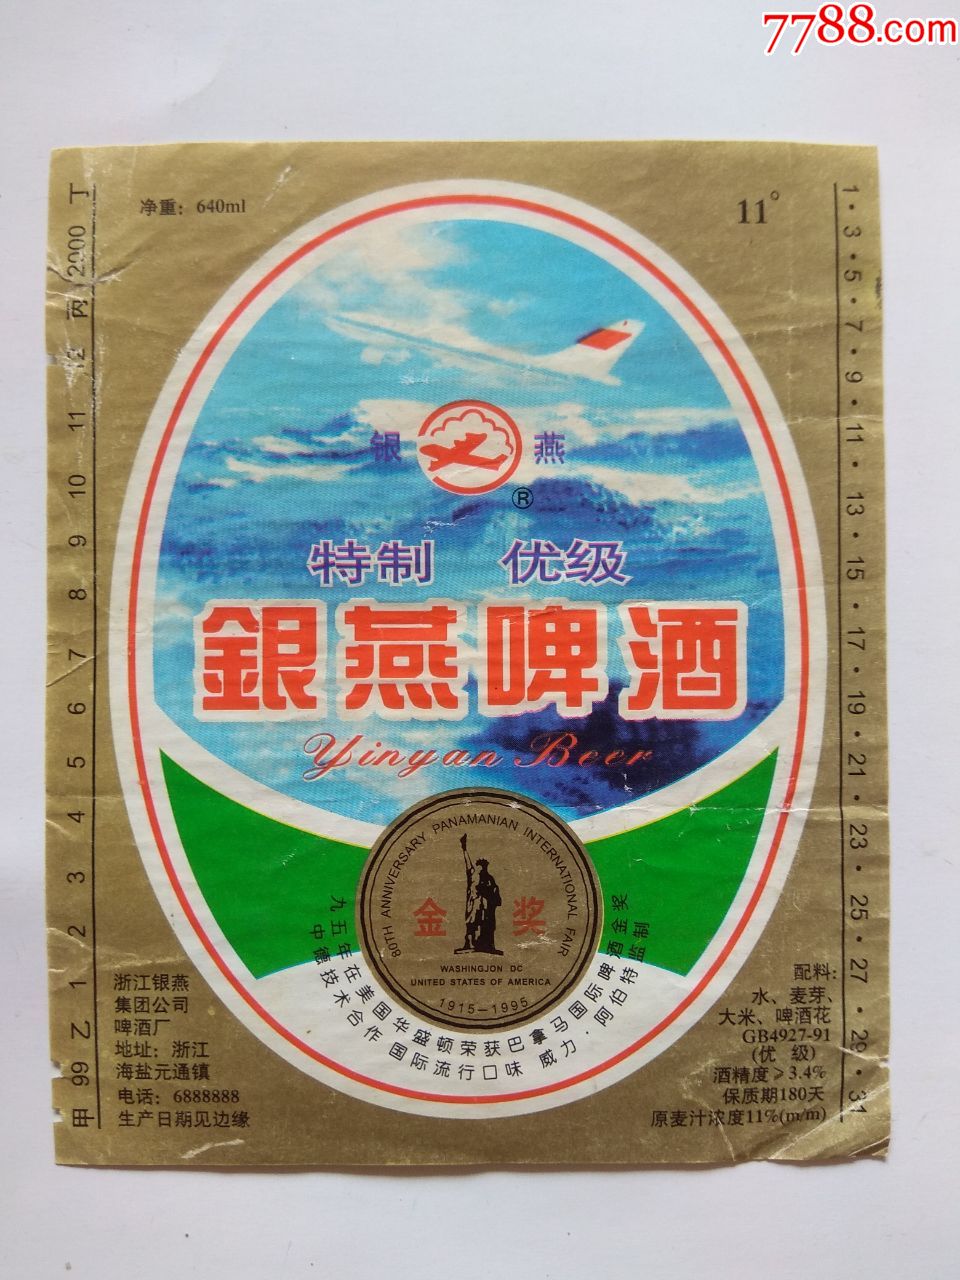 7788.com
净重：640ml
11°
银 燕
®
特制 优级
銀燕啤酒
Yinyan Beer
80TH ANNIVERSARY PANAMANIAN INTERNATIONAL FAIR
金 奖
WASHINGJON DC
UNITED STATES OF AMERICA
1915-1995
九五年在美国华盛顿荣获巴拿马国际啤酒金奖
中德技术合作 国际流行口味 威力·阿伯特监制
浙江银燕
集团公司
啤酒厂
地址：浙江
海盐元通镇
电话：6888888
生产日期见边缘
配料：
水、麦芽、
大米、啤酒花
GB4927-91
(优 级)
酒精度≥3.4%
保质期180天
原麦汁浓度11%(m/m)
甲 99 乙 1 2 3 4 5 6 7 8 9 10 11 12 丙 2000 丁
1·3·5·7·9·11·13·15·17·19·21·23·25·27·29·31